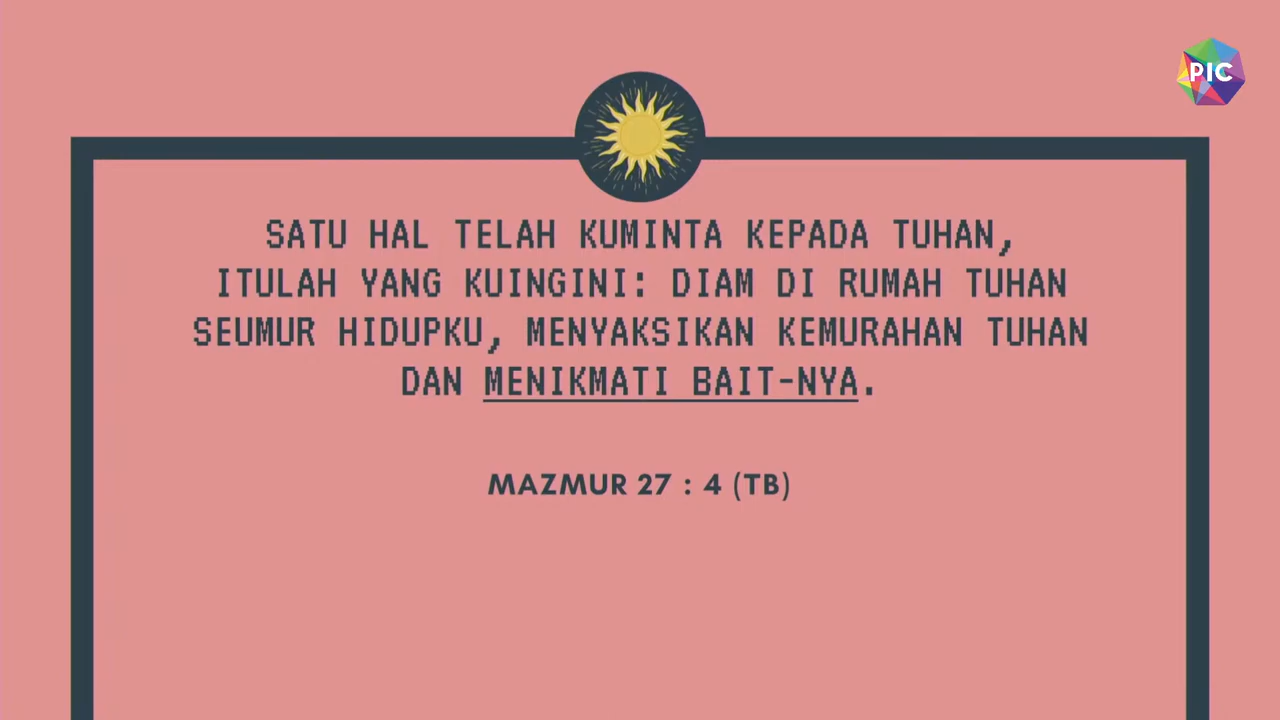 PIC
SATU HAL TELAH KUMINTA KEPADA TUHAN,
ITULAH YANG KUINGINI: DIAM DI RUMAH TUHAN
SEUMUR HIDUPKU, MENYAKSIKAN KEMURAHAN TUHAN
DAN MENIKMATI BAIT-NYA.
MAZMUR 27 : 4 (TB)